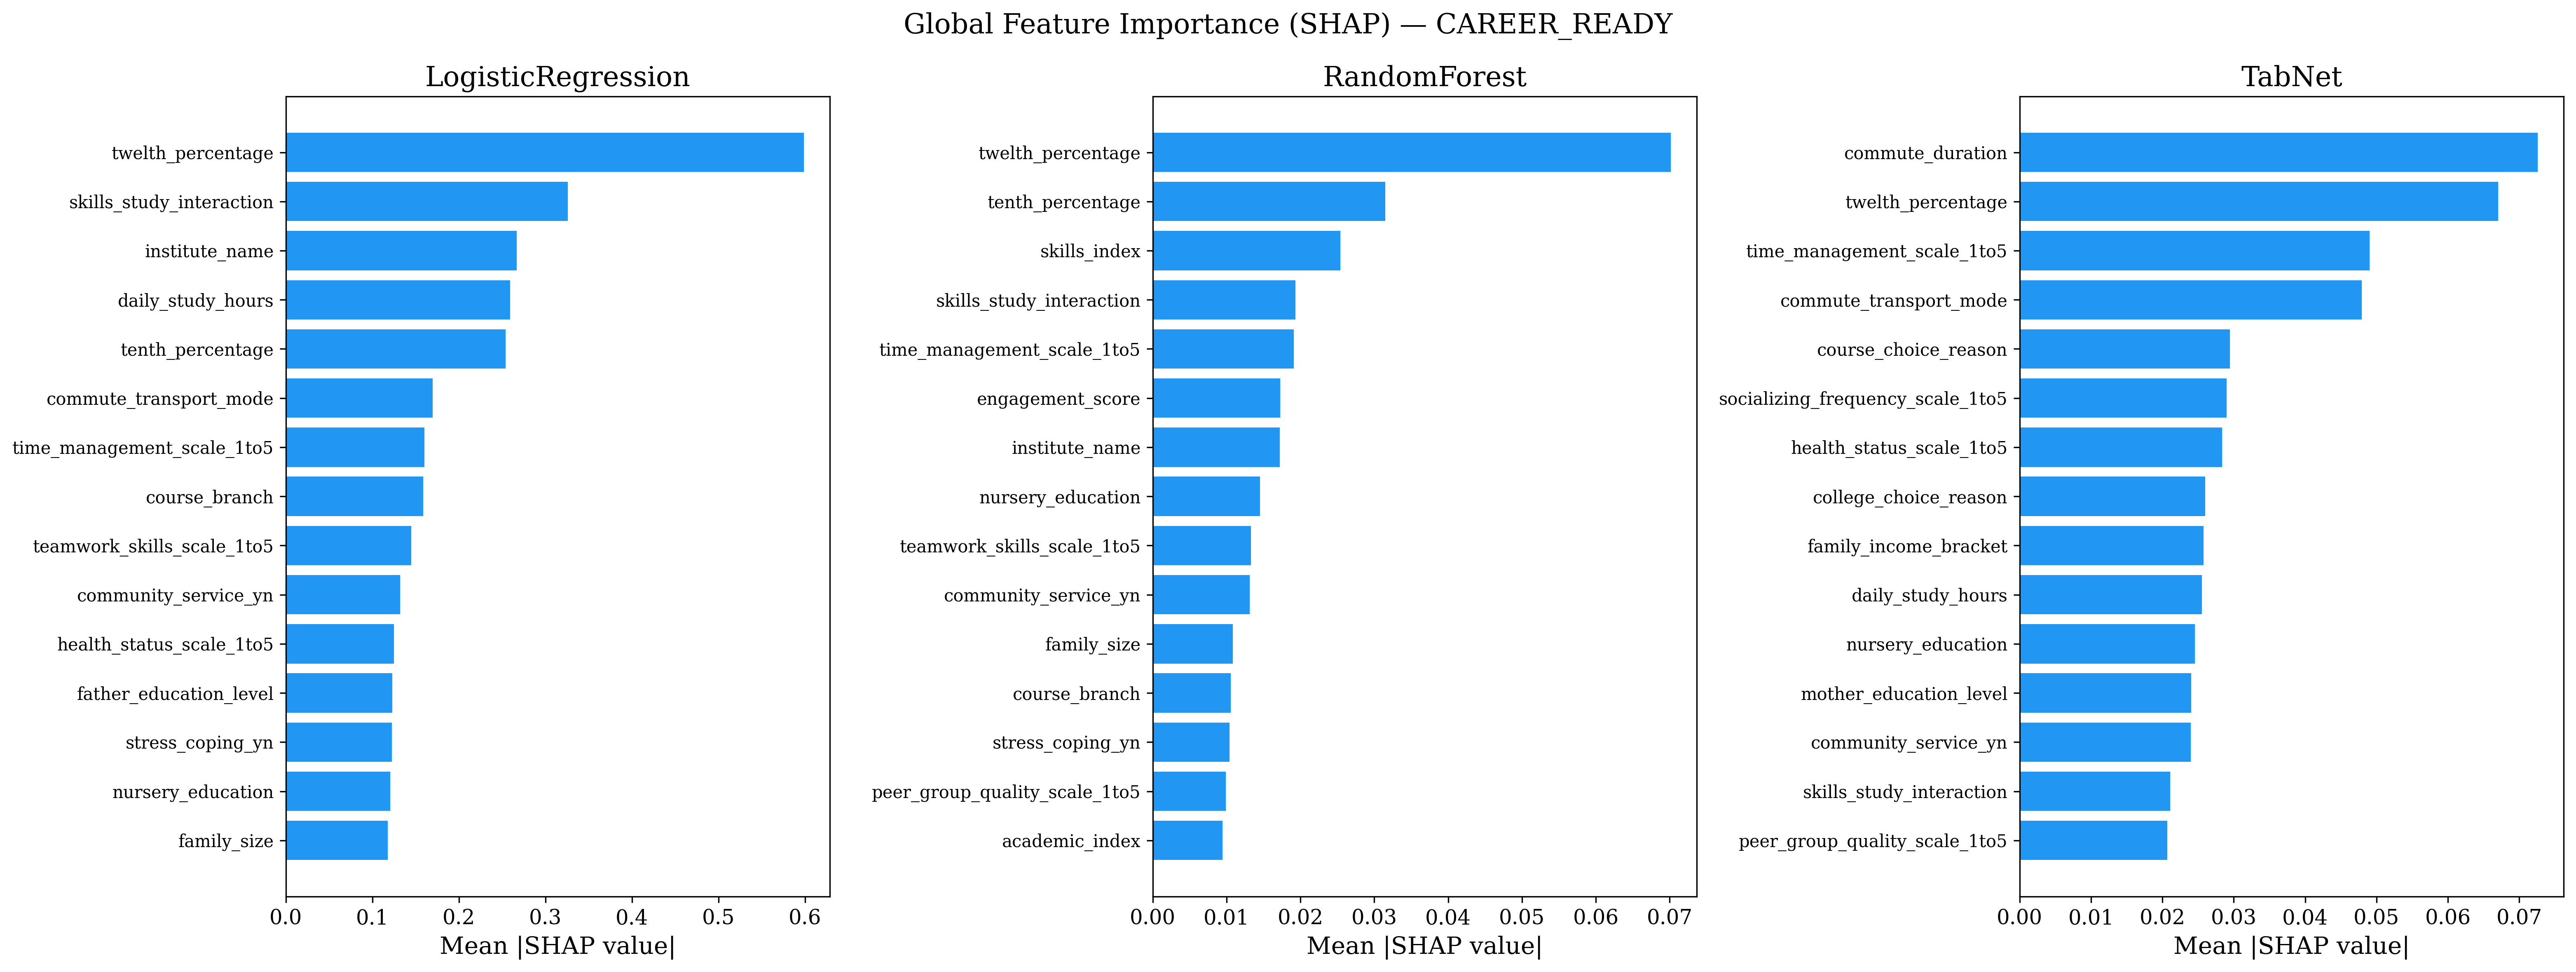 Global Feature Importance (SHAP) — CAREER_READY
LogisticRegression
twelth_percentage
skills_study_interaction
institute_name
daily_study_hours
tenth_percentage
commute_transport_mode
time_management_scale_1to5
course_branch
teamwork_skills_scale_1to5
community_service_yn
health_status_scale_1to5
father_education_level
stress_coping_yn
nursery_education
family_size
0.0 0.1 0.2 0.3 0.4 0.5 0.6
Mean |SHAP value|
RandomForest
twelth_percentage
tenth_percentage
skills_index
skills_study_interaction
time_management_scale_1to5
engagement_score
institute_name
nursery_education
teamwork_skills_scale_1to5
community_service_yn
family_size
course_branch
stress_coping_yn
peer_group_quality_scale_1to5
academic_index
0.00 0.01 0.02 0.03 0.04 0.05 0.06 0.07
Mean |SHAP value|
TabNet
commute_duration
twelth_percentage
time_management_scale_1to5
commute_transport_mode
course_choice_reason
socializing_frequency_scale_1to5
health_status_scale_1to5
college_choice_reason
family_income_bracket
daily_study_hours
nursery_education
mother_education_level
community_service_yn
skills_study_interaction
peer_group_quality_scale_1to5
0.00 0.01 0.02 0.03 0.04 0.05 0.06 0.07
Mean |SHAP value|